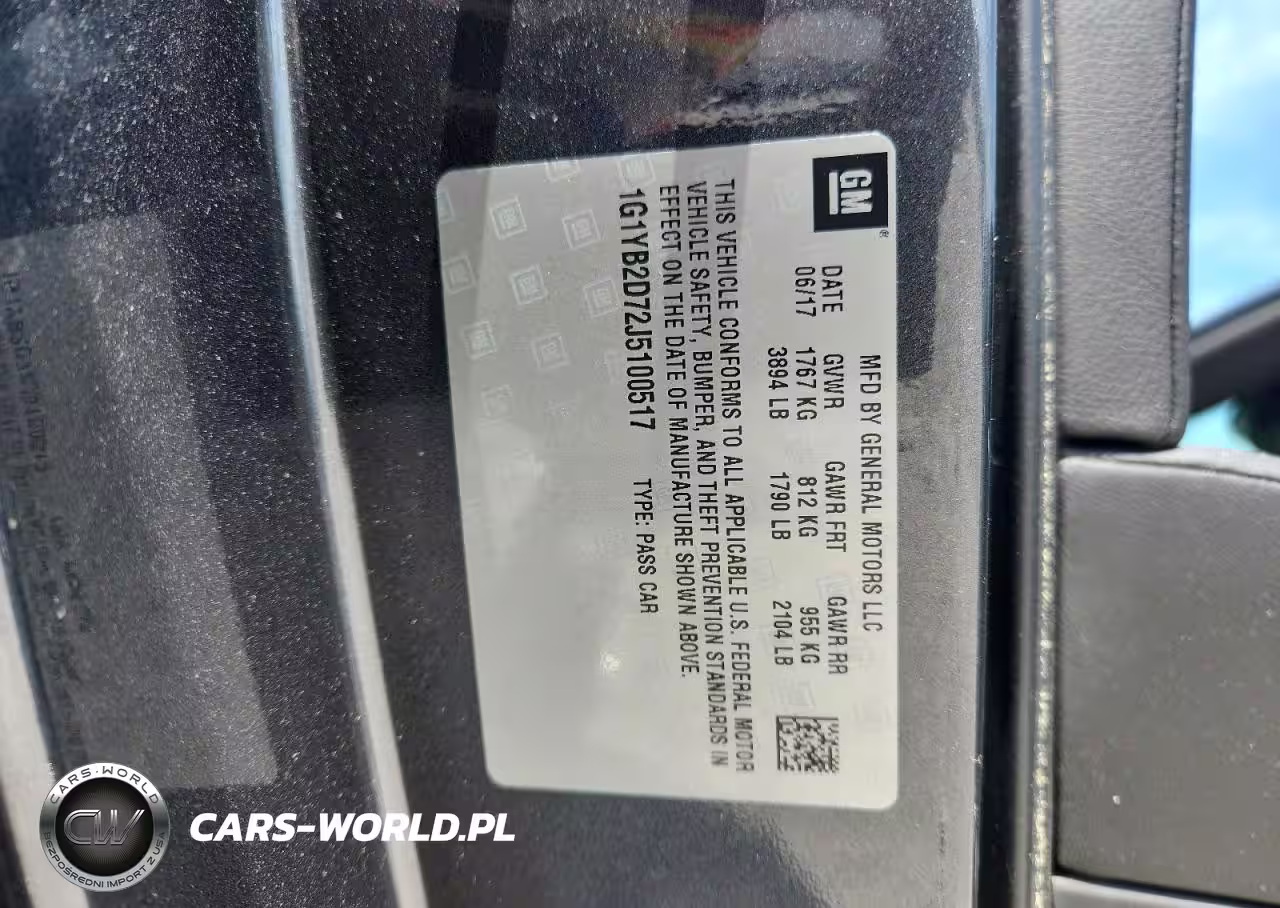 GM
MFD BY GENERAL MOTORS LLC
DATE GVWR GAWR FRT GAWR RR
06/17 1767 KG 812 KG 955 KG
3894 LB 1790 LB 2104 LB
THIS VEHICLE CONFORMS TO ALL APPLICABLE U.S. FEDERAL MOTOR
VEHICLE SAFETY, BUMPER, AND THEFT PREVENTION STANDARDS IN
EFFECT ON THE DATE OF MANUFACTURE SHOWN ABOVE.
1G1YB2D72J5100517 TYPE: PASS CAR
CARS-WORLD
CW
BEZPOŚREDNI IMPORT Z USA
CARS-WORLD.PL